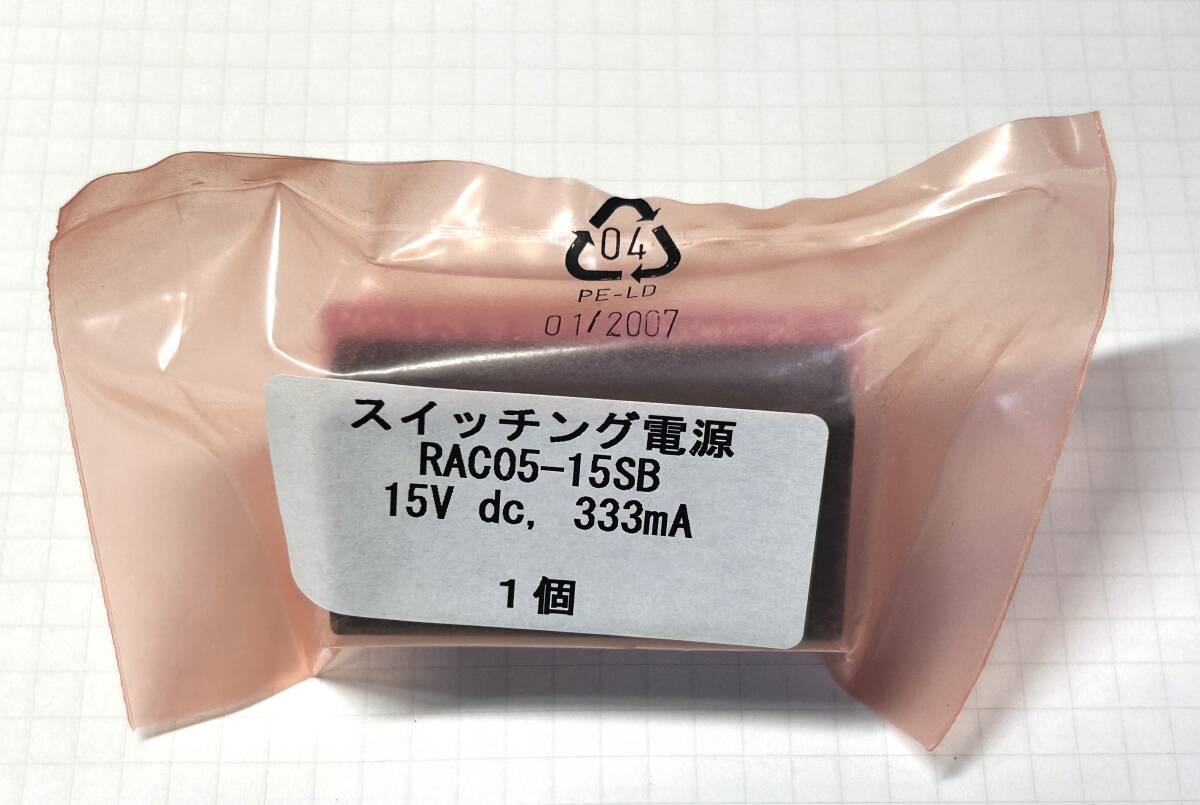 04
PE-LD
01/2007
スイッチング電源
RAC05-15SB
15V dc, 333mA
1個